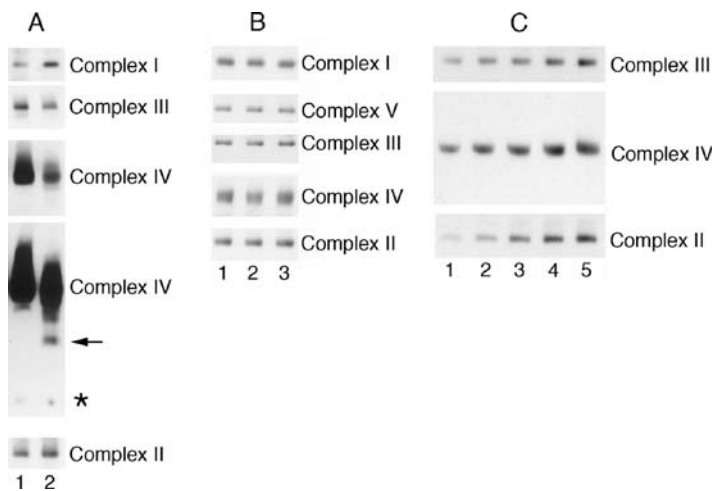 A
Complex I
Complex III
Complex IV
Complex IV
*
Complex II
1 2
B
Complex I
Complex V
Complex III
Complex IV
Complex II
1 2 3
C
Complex III
Complex IV
Complex II
1 2 3 4 5